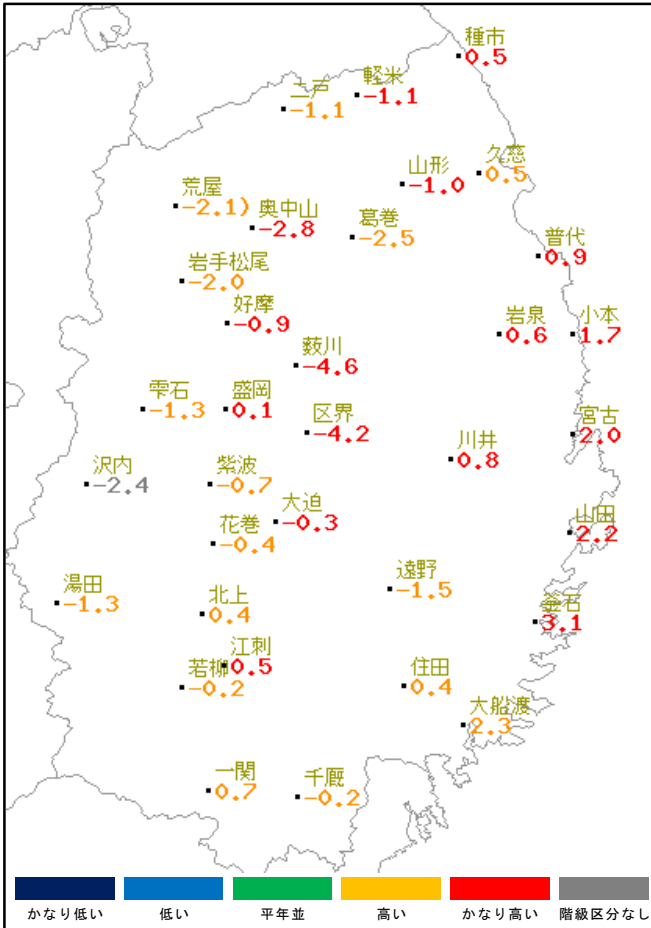 種市
0.5
軽米
-1.1
二戸
-1.1
久慈
0.5
山形
-1.0
荒屋
-2.1)
奥中山
-2.8
葛巻
-2.5
普代
0.9
岩手松尾
-2.0
好摩
-0.9
岩泉
0.6
小本
1.7
薮川
-4.6
雫石
-1.3
盛岡
0.1
区界
-4.2
宮古
2.0
川井
0.8
沢内
-2.4
紫波
-0.7
大迫
-0.3
山田
2.2
花巻
-0.4
遠野
-1.5
湯田
-1.3
北上
0.4
釜石
3.1
江刺
0.5
若柳
-0.2
住田
0.4
大船渡
2.3
一関
0.7
千厩
-0.2
かなり低い
低い
平年並
高い
かなり高い
階級区分なし